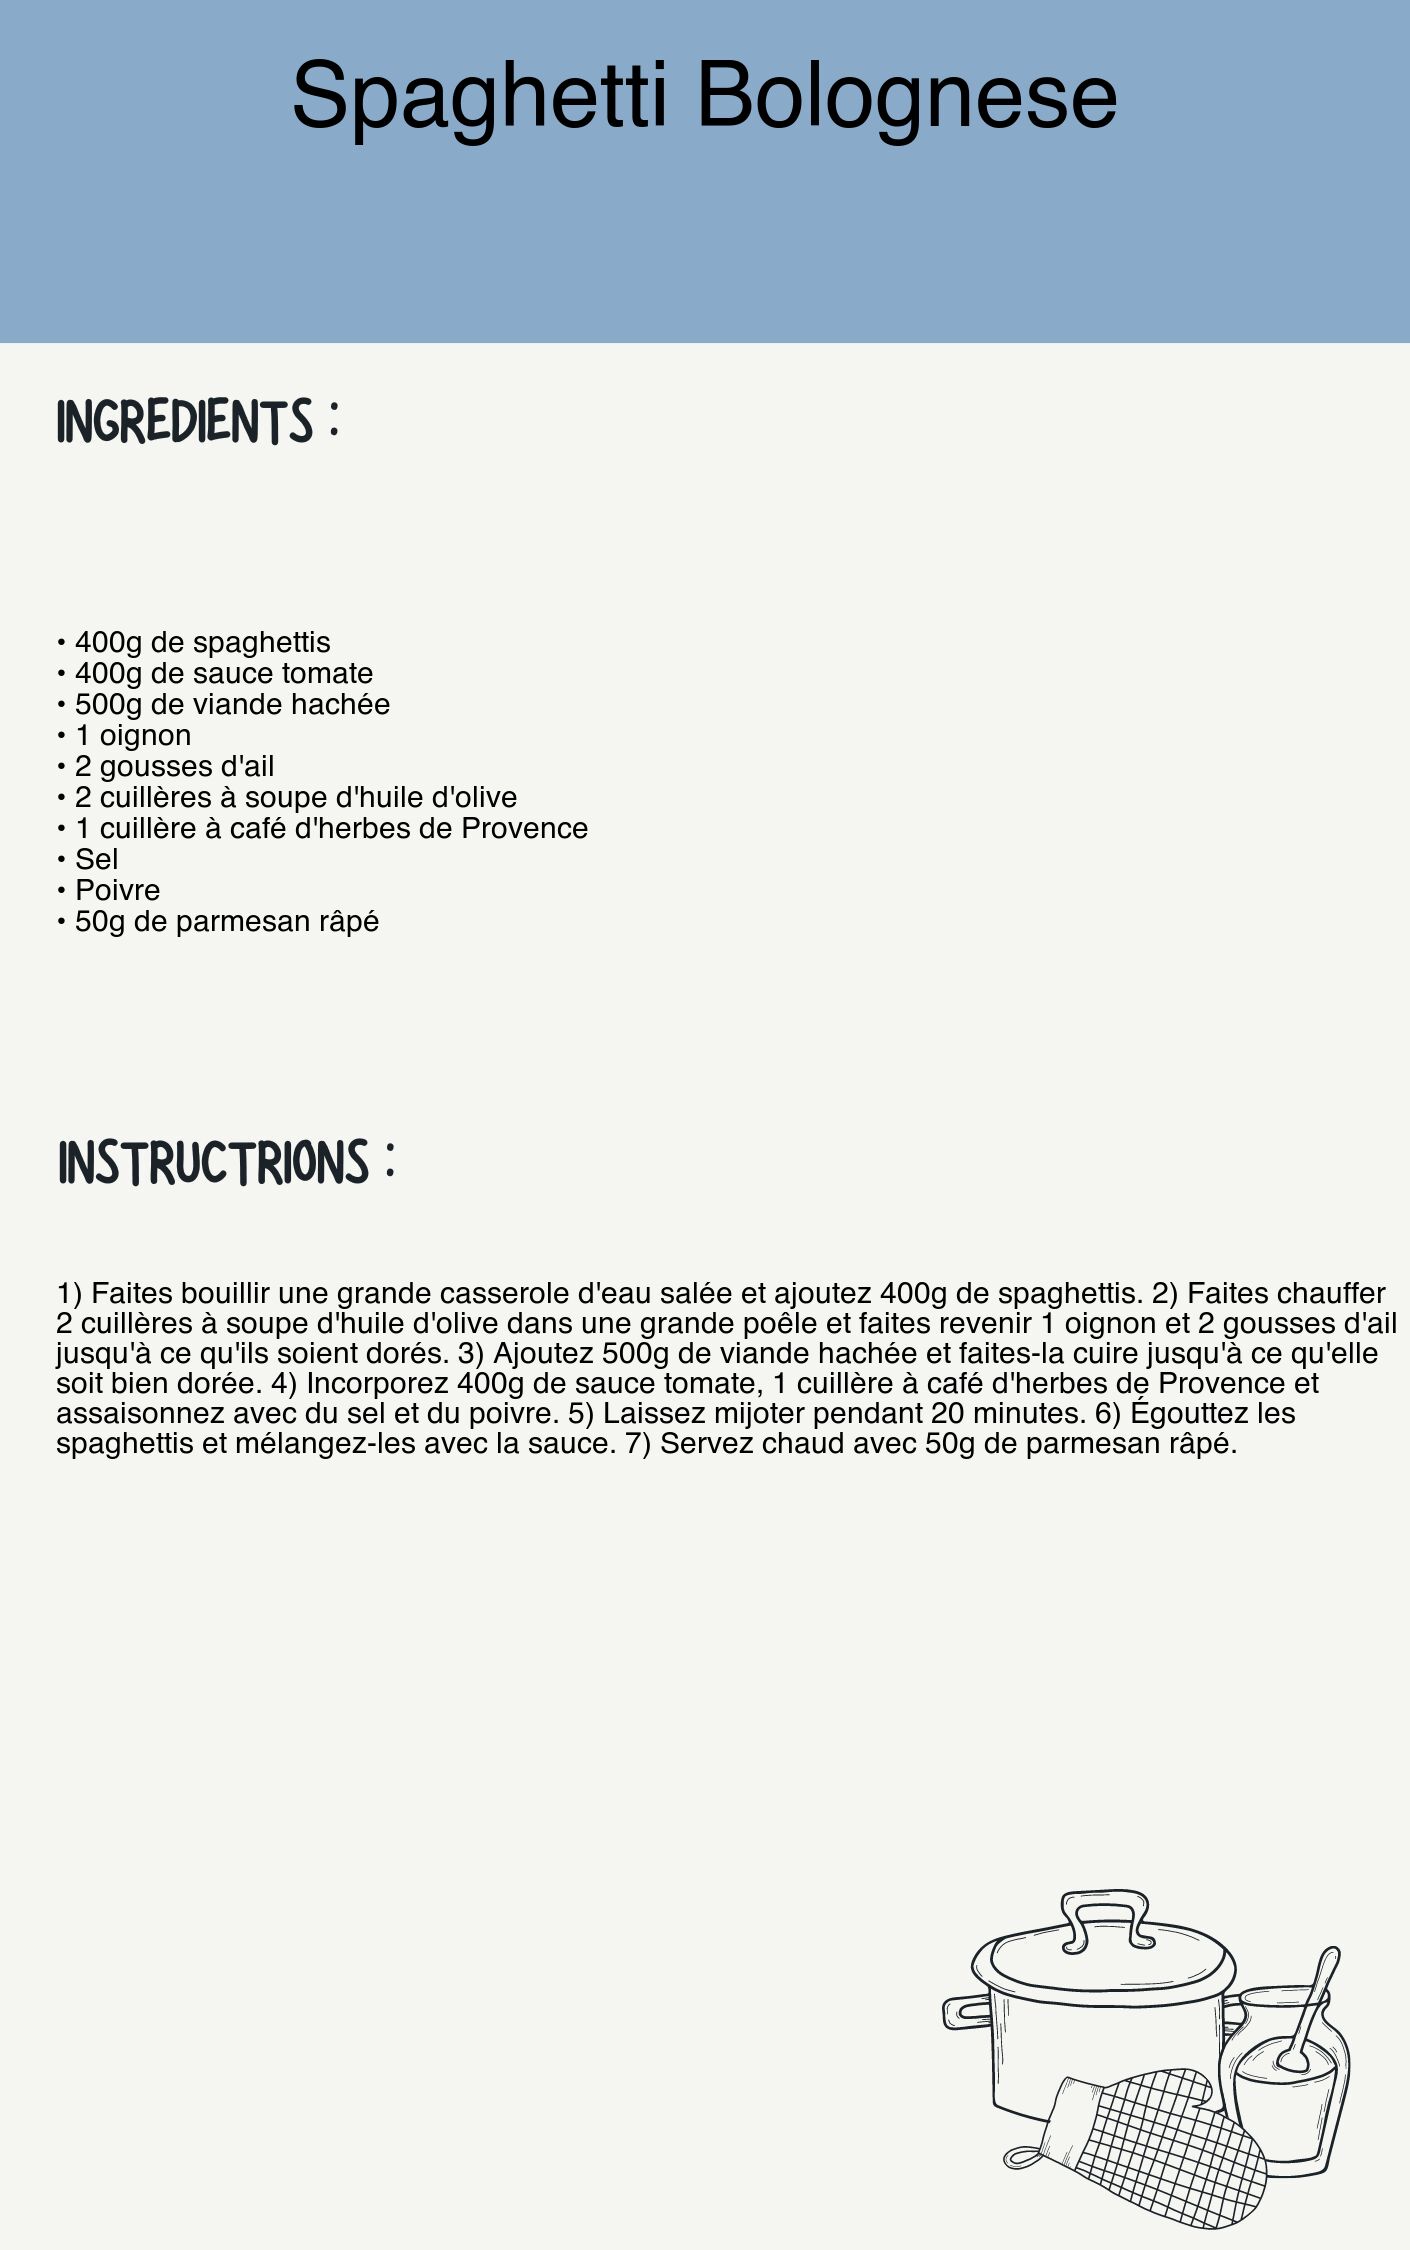 Spaghetti Bolognese
INGREDIENTS :
• 400g de spaghettis
• 400g de sauce tomate
• 500g de viande hachée
• 1 oignon
• 2 gousses d'ail
• 2 cuillères à soupe d'huile d'olive
• 1 cuillère à café d'herbes de Provence
• Sel
• Poivre
• 50g de parmesan râpé
INSTRUCTRIONS :
1) Faites bouillir une grande casserole d'eau salée et ajoutez 400g de spaghettis. 2) Faites chauffer
2 cuillères à soupe d'huile d'olive dans une grande poêle et faites revenir 1 oignon et 2 gousses d'ail
jusqu'à ce qu'ils soient dorés. 3) Ajoutez 500g de viande hachée et faites-la cuire jusqu'à ce qu'elle
soit bien dorée. 4) Incorporez 400g de sauce tomate, 1 cuillère à café d'herbes de Provence et
assaisonnez avec du sel et du poivre. 5) Laissez mijoter pendant 20 minutes. 6) Égouttez les
spaghettis et mélangez-les avec la sauce. 7) Servez chaud avec 50g de parmesan râpé.